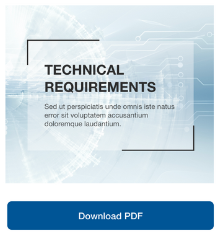 TECHNICAL
REQUIREMENTS
Sed ut perspiciatis unde omnis iste natus
error sit voluptatem accusantium
doloremque laudantium.
Download PDF